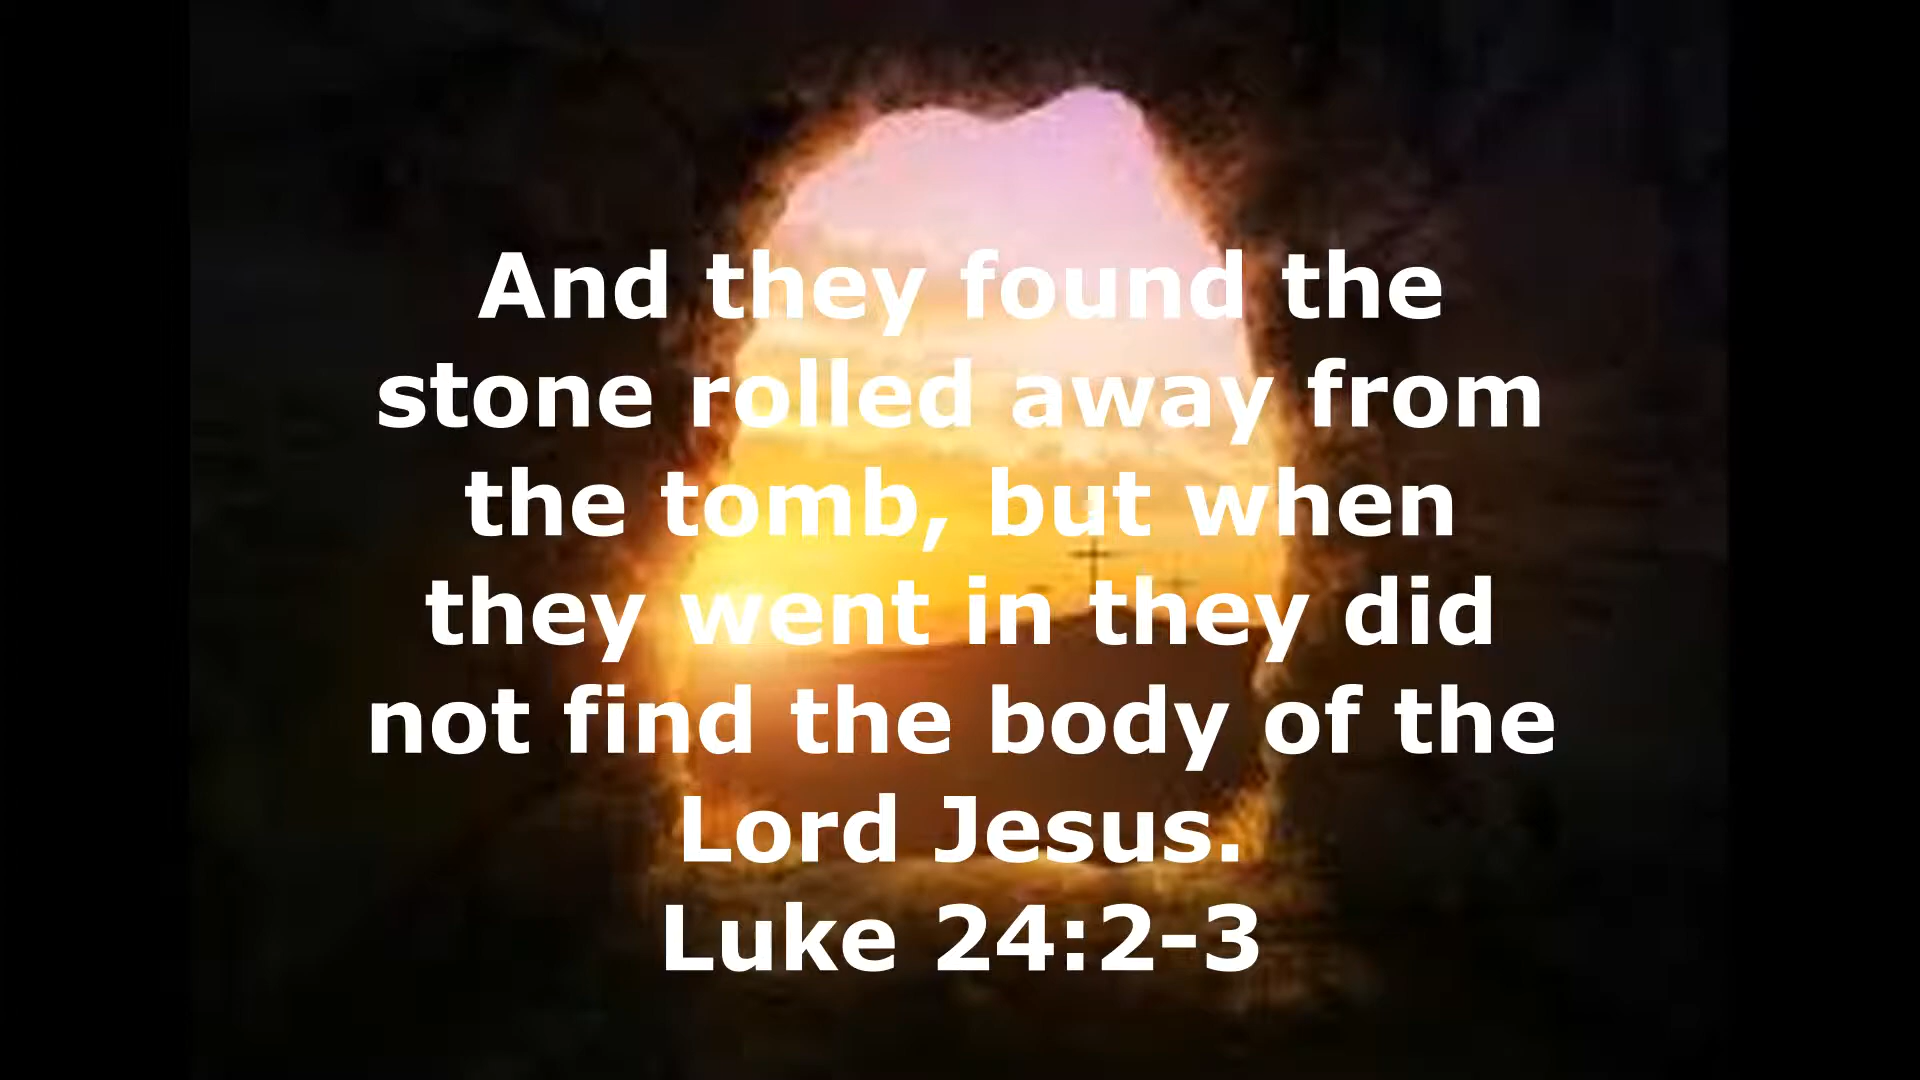 And they found the
stone rolled away from
the tomb, but when
they went in they did
not find the body of the
Lord Jesus.
Luke 24:2-3